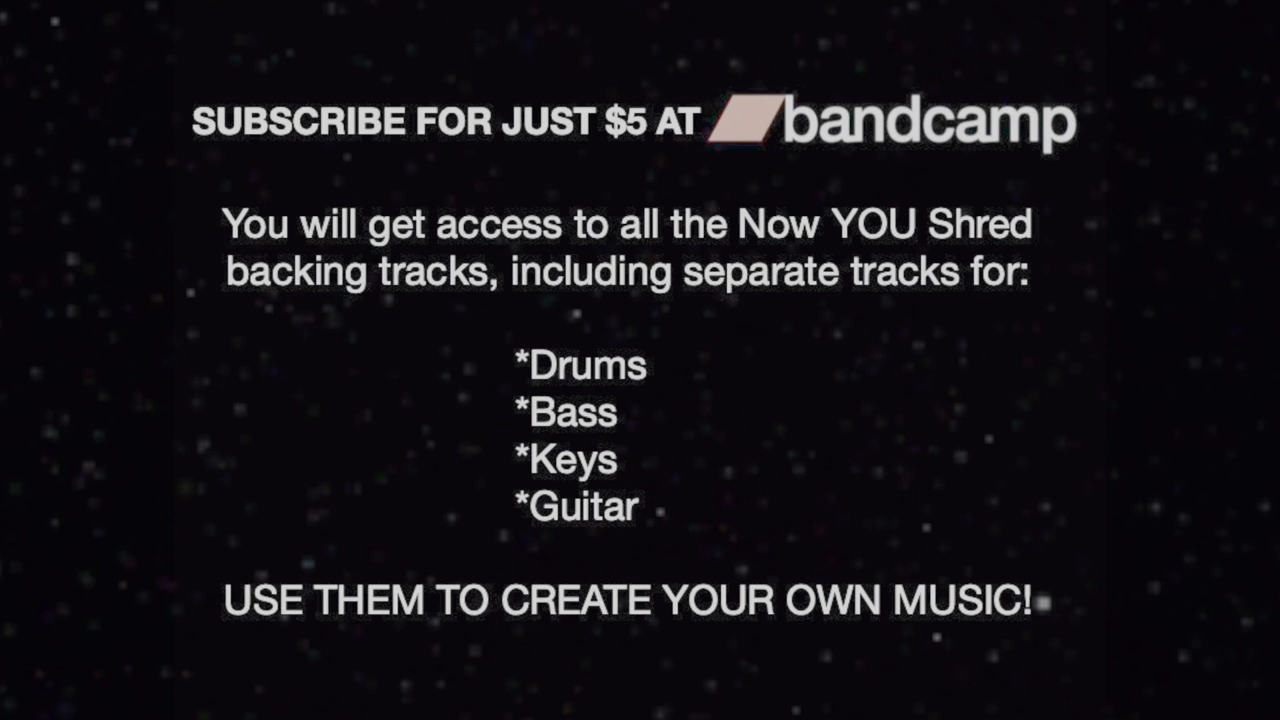 SUBSCRIBE FOR JUST $5 AT bandcamp
You will get access to all the Now YOU Shred
backing tracks, including separate tracks for:
*Drums
*Bass
*Keys
*Guitar
USE THEM TO CREATE YOUR OWN MUSIC!